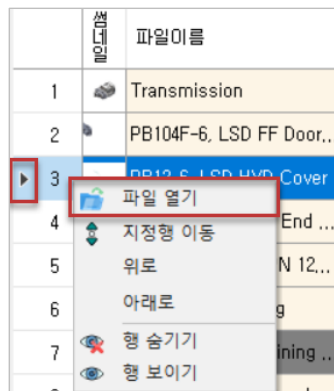 썸네일 파일이름
1 Transmission
2 PB104F-6, LSD FF Door...
3 PB12-6 LSD HYD Cover
파일 열기
4 End ...
지정행 이동
5 위로 N 12...
6 아래로 g
7 행 숨기기 ining ...
행 보이기